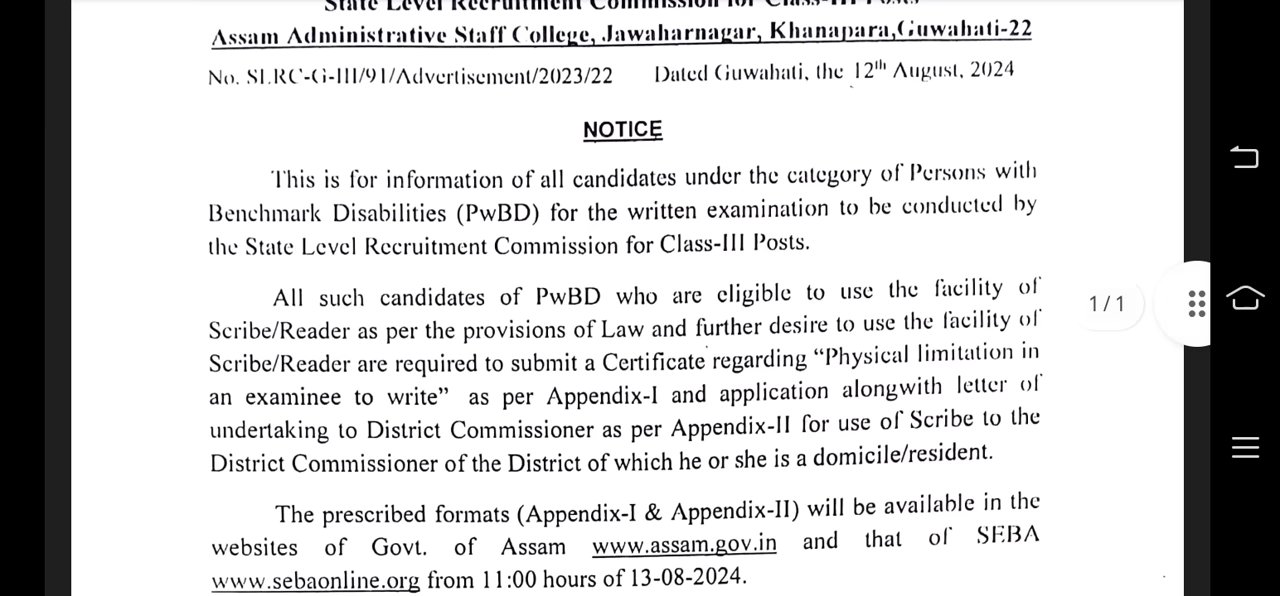 State Level Recruitment Commission for Class-III Posts
Assam Administrative Staff College, Jawaharnagar, Khanapara,Guwahati-22
No. SLRC-G-III/91/Advertisement/2023/22 Dated Guwahati, the 12th August, 2024
NOTICE
This is for information of all candidates under the category of Persons with
Benchmark Disabilities (PwBD) for the written examination to be conducted by
the State Level Recruitment Commission for Class-III Posts.
All such candidates of PwBD who are eligible to use the facility of
Scribe/Reader as per the provisions of Law and further desire to use the facility of
Scribe/Reader are required to submit a Certificate regarding “Physical limitation in
an examinee to write” as per Appendix-I and application alongwith letter of
undertaking to District Commissioner as per Appendix-II for use of Scribe to the
District Commissioner of the District of which he or she is a domicile/resident.
The prescribed formats (Appendix-I & Appendix-II) will be available in the
websites of Govt. of Assam www.assam.gov.in and that of SEBA
www.sebaonline.org from 11:00 hours of 13-08-2024.
1/1